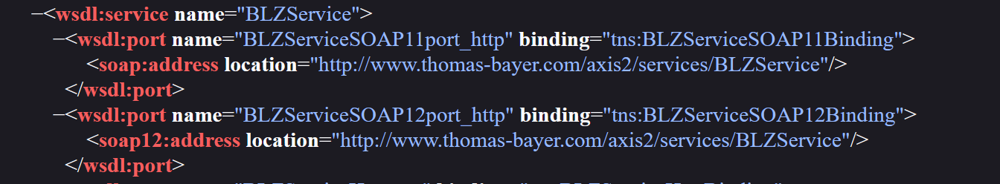 −<wsdl:service name="BLZService">
−<wsdl:port name="BLZServiceSOAP11port_http" binding="tns:BLZServiceSOAP11Binding">
<soap:address location="http://www.thomas-bayer.com/axis2/services/BLZService"/>
</wsdl:port>
−<wsdl:port name="BLZServiceSOAP12port_http" binding="tns:BLZServiceSOAP12Binding">
<soap12:address location="http://www.thomas-bayer.com/axis2/services/BLZService"/>
</wsdl:port>